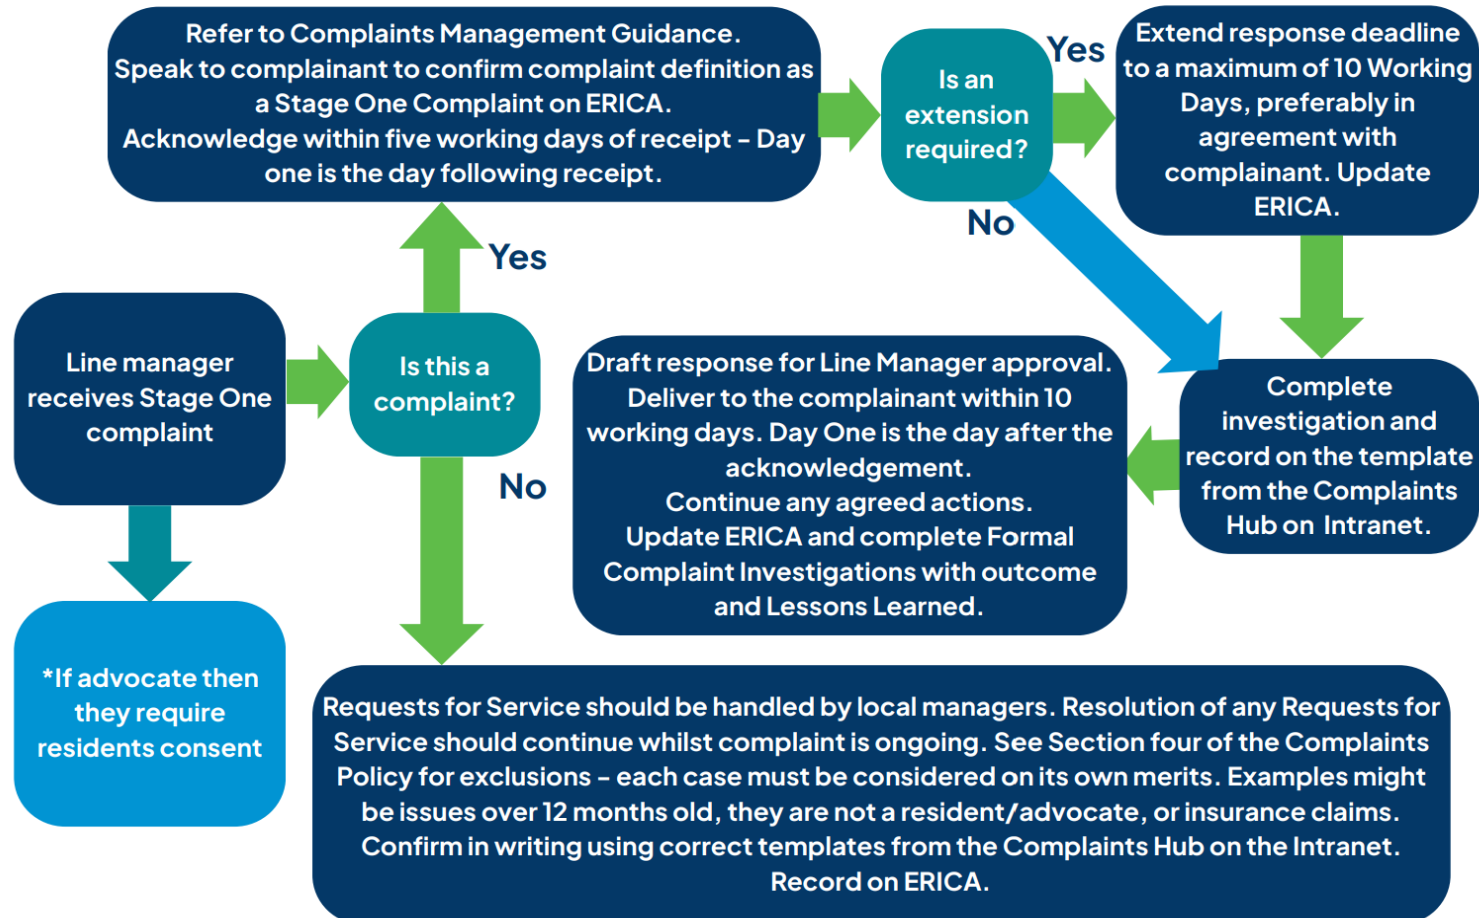 Refer to Complaints Management Guidance.
Speak to complainant to confirm complaint definition as
a Stage One Complaint on ERICA.
Acknowledge within five working days of receipt – Day
one is the day following receipt.
Is an
extension
required?
Yes
Extend response deadline
to a maximum of 10 Working
Days, preferably in
agreement with
complainant. Update
ERICA.
No
Yes
Line manager
receives Stage One
complaint
Is this a
complaint?
No
Draft response for Line Manager approval.
Deliver to the complainant within 10
working days. Day One is the day after the
acknowledgement.
Continue any agreed actions.
Update ERICA and complete Formal
Complaint Investigations with outcome
and Lessons Learned.
Complete
investigation and
record on the template
from the Complaints
Hub on Intranet.
*If advocate then
they require
residents consent
Requests for Service should be handled by local managers. Resolution of any Requests for
Service should continue whilst complaint is ongoing. See Section four of the Complaints
Policy for exclusions – each case must be considered on its own merits. Examples might
be issues over 12 months old, they are not a resident/advocate, or insurance claims.
Confirm in writing using correct templates from the Complaints Hub on the Intranet.
Record on ERICA.